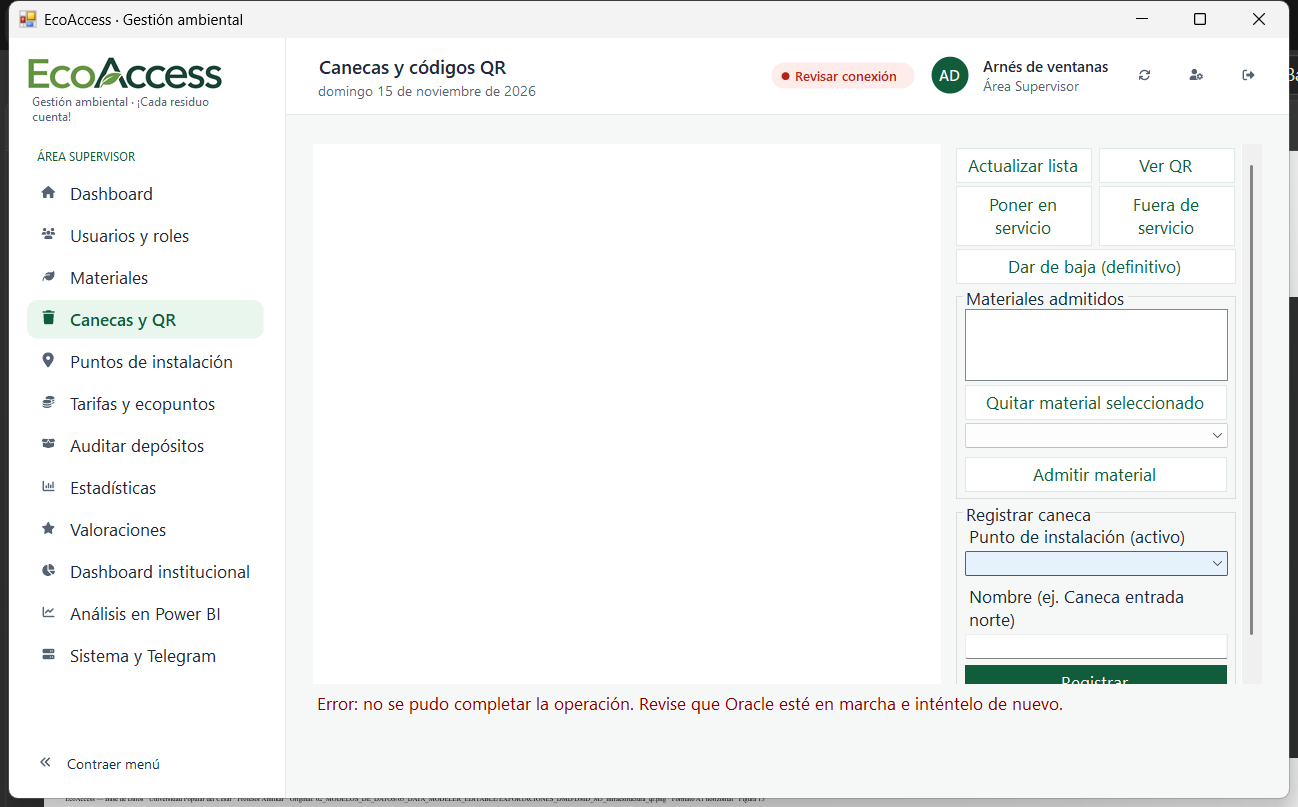 EcoAccess · Gestión ambiental
EcoAccess
Gestión ambiental · ¡Cada residuo
cuenta!
ÁREA SUPERVISOR
Dashboard
Usuarios y roles
Materiales
Canecas y QR
Puntos de instalación
Tarifas y ecopuntos
Auditar depósitos
Estadísticas
Valoraciones
Dashboard institucional
Análisis en Power BI
Sistema y Telegram
Contraer menú
Canecas y códigos QR
domingo 15 de noviembre de 2026
Revisar conexión
AD
Arnés de ventanas
Área Supervisor
Actualizar lista
Ver QR
Poner en
servicio
Fuera de
servicio
Dar de baja (definitivo)
Materiales admitidos
Quitar material seleccionado
Admitir material
Registrar caneca
Punto de instalación (activo)
Nombre (ej. Caneca entrada
norte)
Registrar
Error: no se pudo completar la operación. Revise que Oracle esté en marcha e inténtelo de nuevo.